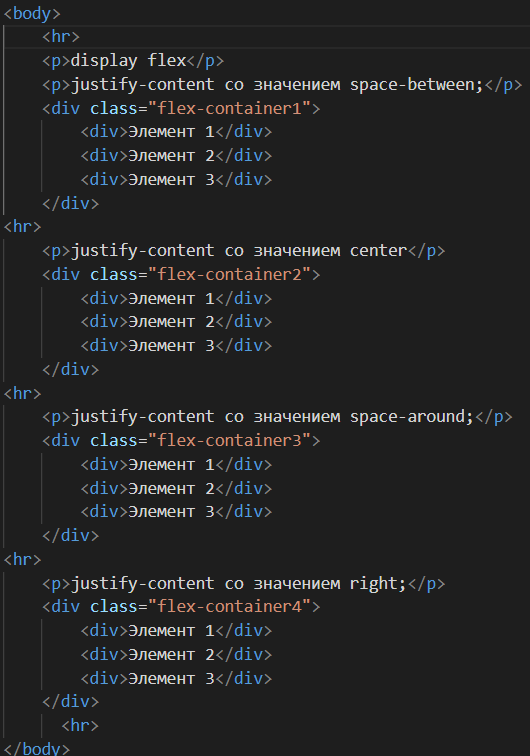 <body>
    <hr>
    <p>display flex</p>
    <p>justify-content со значением space-between;</p>
    <div class="flex-container1">
        <div>Элемент 1</div>
        <div>Элемент 2</div>
        <div>Элемент 3</div>
    </div>
<hr>
    <p>justify-content со значением center</p>
    <div class="flex-container2">
        <div>Элемент 1</div>
        <div>Элемент 2</div>
        <div>Элемент 3</div>
    </div>
<hr>
    <p>justify-content со значением space-around;</p>
    <div class="flex-container3">
        <div>Элемент 1</div>
        <div>Элемент 2</div>
        <div>Элемент 3</div>
    </div>
<hr>
    <p>justify-content со значением right;</p>
    <div class="flex-container4">
        <div>Элемент 1</div>
        <div>Элемент 2</div>
        <div>Элемент 3</div>
    </div>
      <hr>
</body>